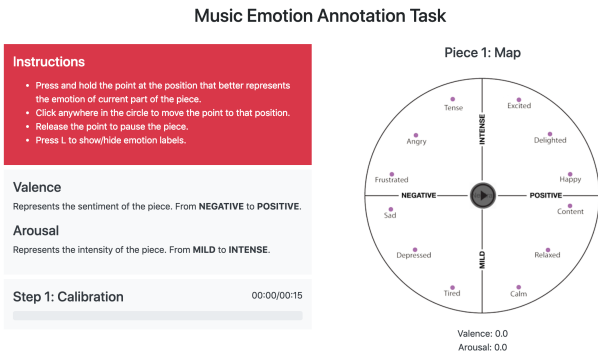 Music Emotion Annotation Task
Instructions
• Press and hold the point at the position that better represents
the emotion of current part of the piece.
• Click anywhere in the circle to move the point to that position.
• Release the point to pause the piece.
• Press L to show/hide emotion labels.
Valence
Represents the sentiment of the piece. From NEGATIVE to POSITIVE.
Arousal
Represents the intensity of the piece. From MILD to INTENSE.
Step 1: Calibration 00:00/00:15
Piece 1: Map
Tense
Excited
INTENSE
Angry
Delighted
Frustrated
Happy
NEGATIVE
POSITIVE
Sad
Content
MILD
Depressed
Relaxed
Tired
Calm
Valence: 0.0
Arousal: 0.0